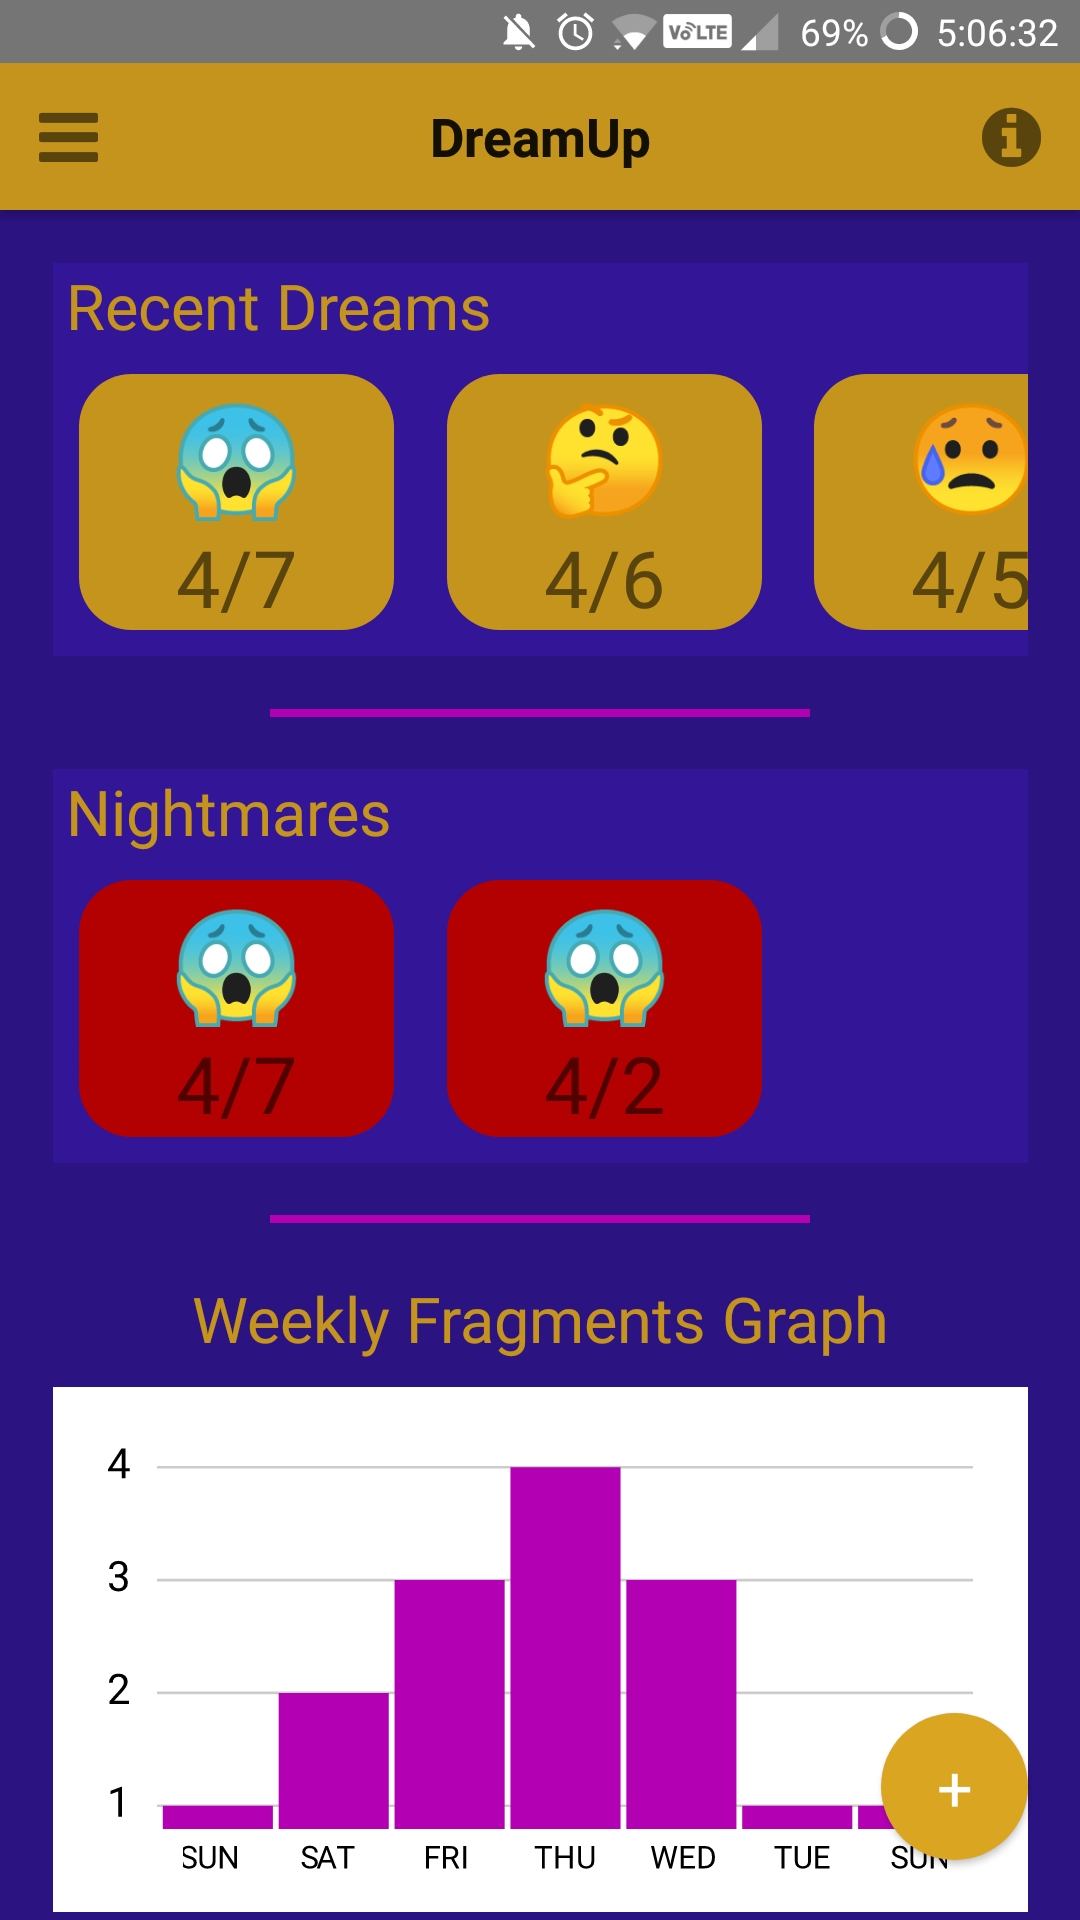 VoLTE 69% 5:06:32
DreamUp
Recent Dreams
4/7 4/6 4/5
Nightmares
4/7 4/2
Weekly Fragments Graph
4
3
2
1
SUN SAT FRI THU WED TUE SUN
+